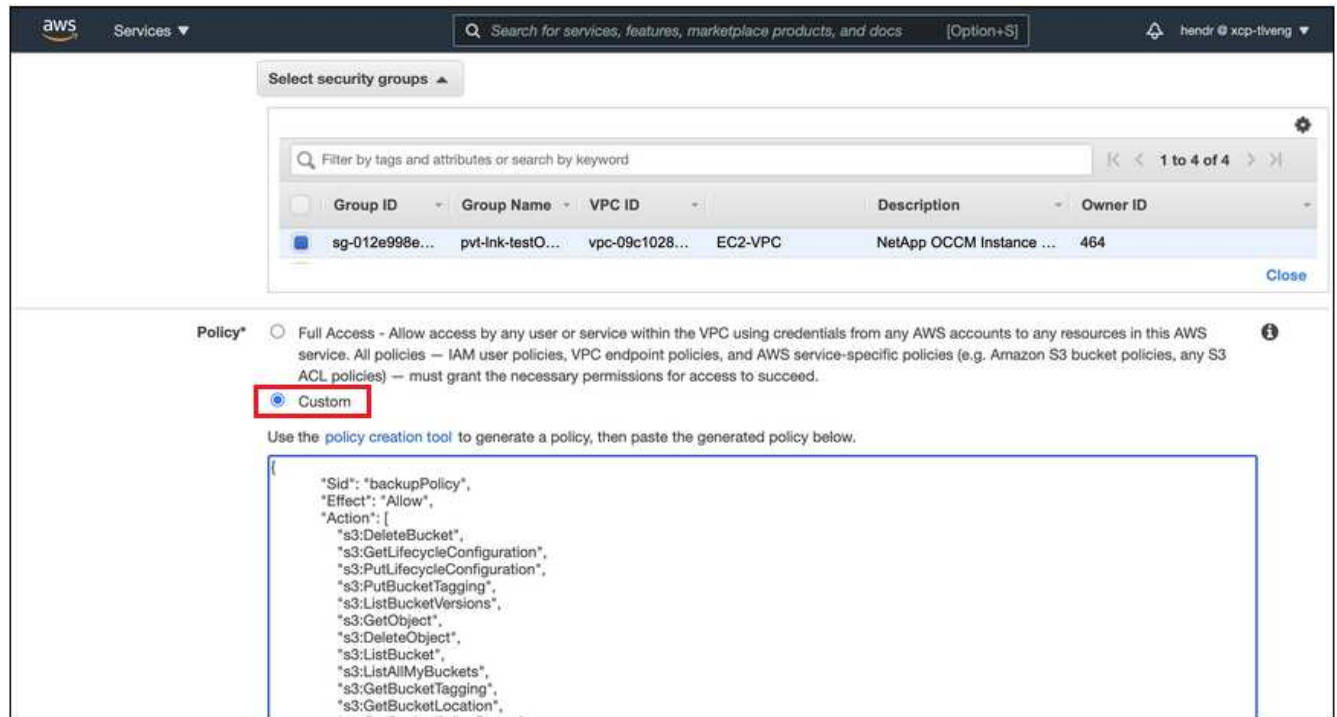 aws Services ▼ Search for services, features, marketplace products, and docs [Option+S] hendr @ xcp-tlveng ▼
Select security groups ▲
Filter by tags and attributes or search by keyword 1 to 4 of 4
Group ID Group Name VPC ID Description Owner ID
sg-012e998e... pvt-lnk-testO... vpc-09c1028... EC2-VPC NetApp OCCM Instance ... 464
Close
Policy* Full Access - Allow access by any user or service within the VPC using credentials from any AWS accounts to any resources in this AWS
service. All policies — IAM user policies, VPC endpoint policies, and AWS service-specific policies (e.g. Amazon S3 bucket policies, any S3
ACL policies) — must grant the necessary permissions for access to succeed.
Custom
Use the policy creation tool to generate a policy, then paste the generated policy below.
{
"Sid": "backupPolicy",
"Effect": "Allow",
"Action": [
"s3:DeleteBucket",
"s3:GetLifecycleConfiguration",
"s3:PutLifecycleConfiguration",
"s3:PutBucketTagging",
"s3:ListBucketVersions",
"s3:GetObject",
"s3:DeleteObject",
"s3:ListBucket",
"s3:ListAllMyBuckets",
"s3:GetBucketTagging",
"s3:GetBucketLocation",